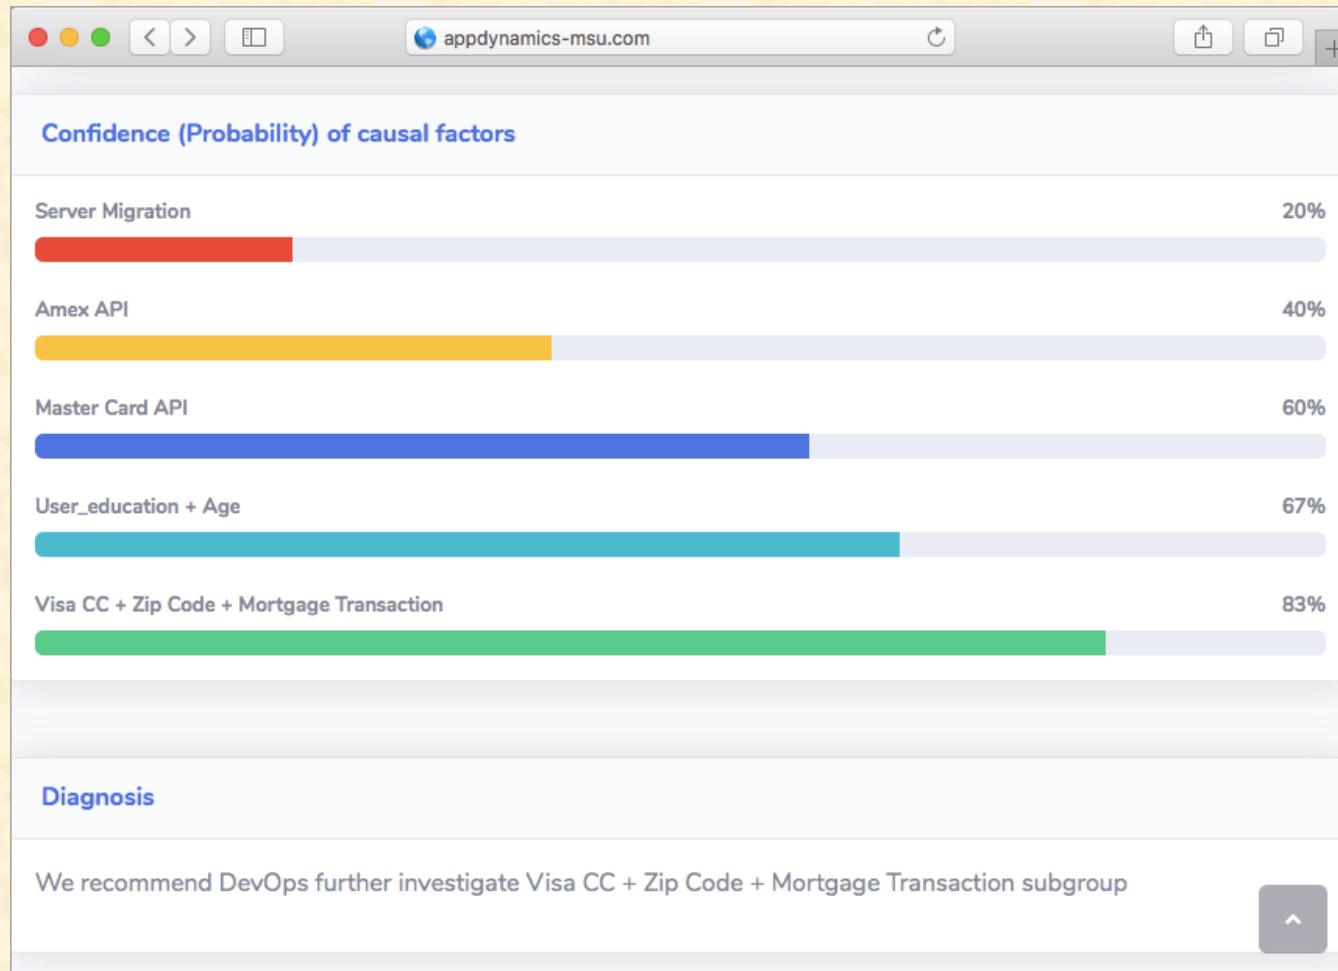 appdynamics-msu.com
Confidence (Probability) of causal factors
Server Migration 20%
Amex API 40%
Master Card API 60%
User_education + Age 67%
Visa CC + Zip Code + Mortgage Transaction 83%
Diagnosis
We recommend DevOps further investigate Visa CC + Zip Code + Mortgage Transaction subgroup